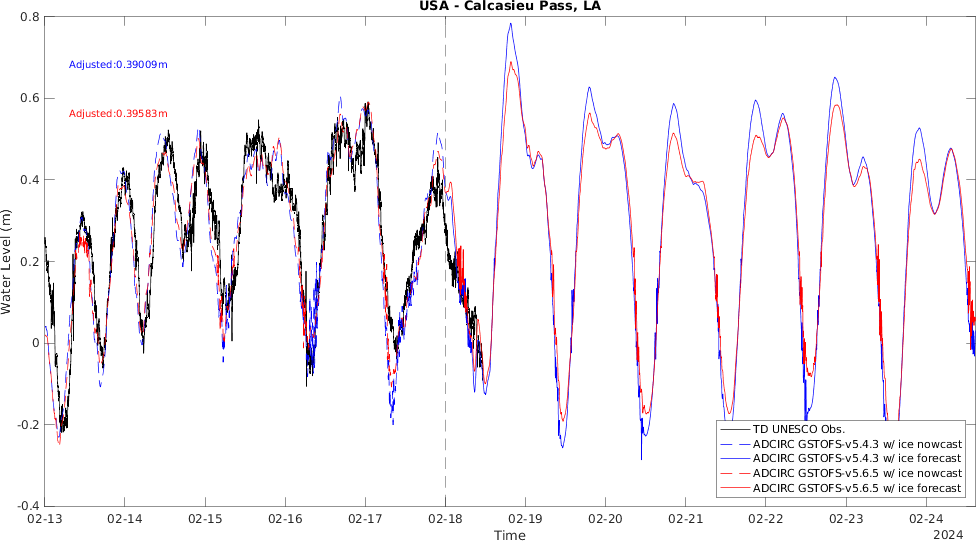 USA - Calcasieu Pass, LA
0.8
Adjusted:0.39009m
0.6
Adjusted:0.39583m
0.4
0.2
0
-0.2
-0.4
Water Level (m)
TD UNESCO Obs.
ADCIRC GSTOFS-v5.4.3 w/ ice nowcast
ADCIRC GSTOFS-v5.4.3 w/ ice forecast
ADCIRC GSTOFS-v5.6.5 w/ ice nowcast
ADCIRC GSTOFS-v5.6.5 w/ ice forecast
02-13 02-14 02-15 02-16 02-17 02-18 02-19 02-20 02-21 02-22 02-23 02-24
Time
2024